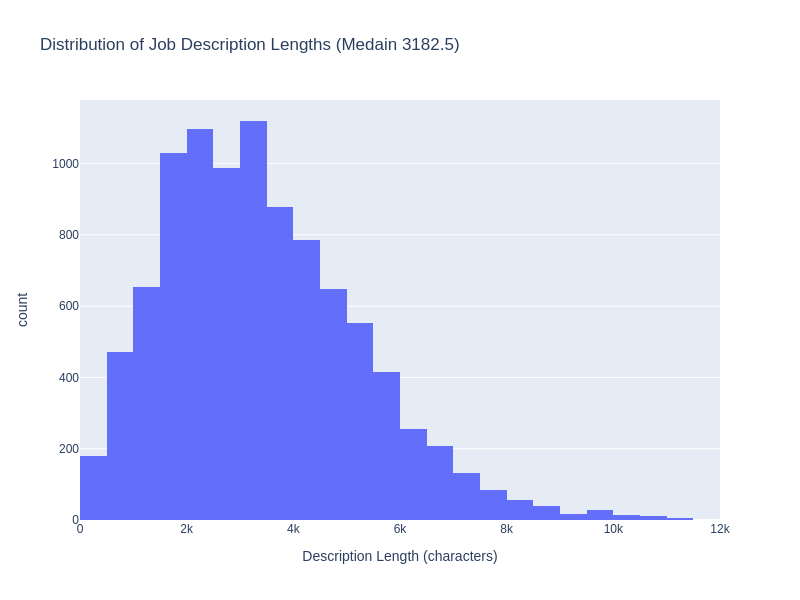 Distribution of Job Description Lengths (Medain 3182.5)
1000
800
600
400
200
0
count
0 2k 4k 6k 8k 10k 12k
Description Length (characters)